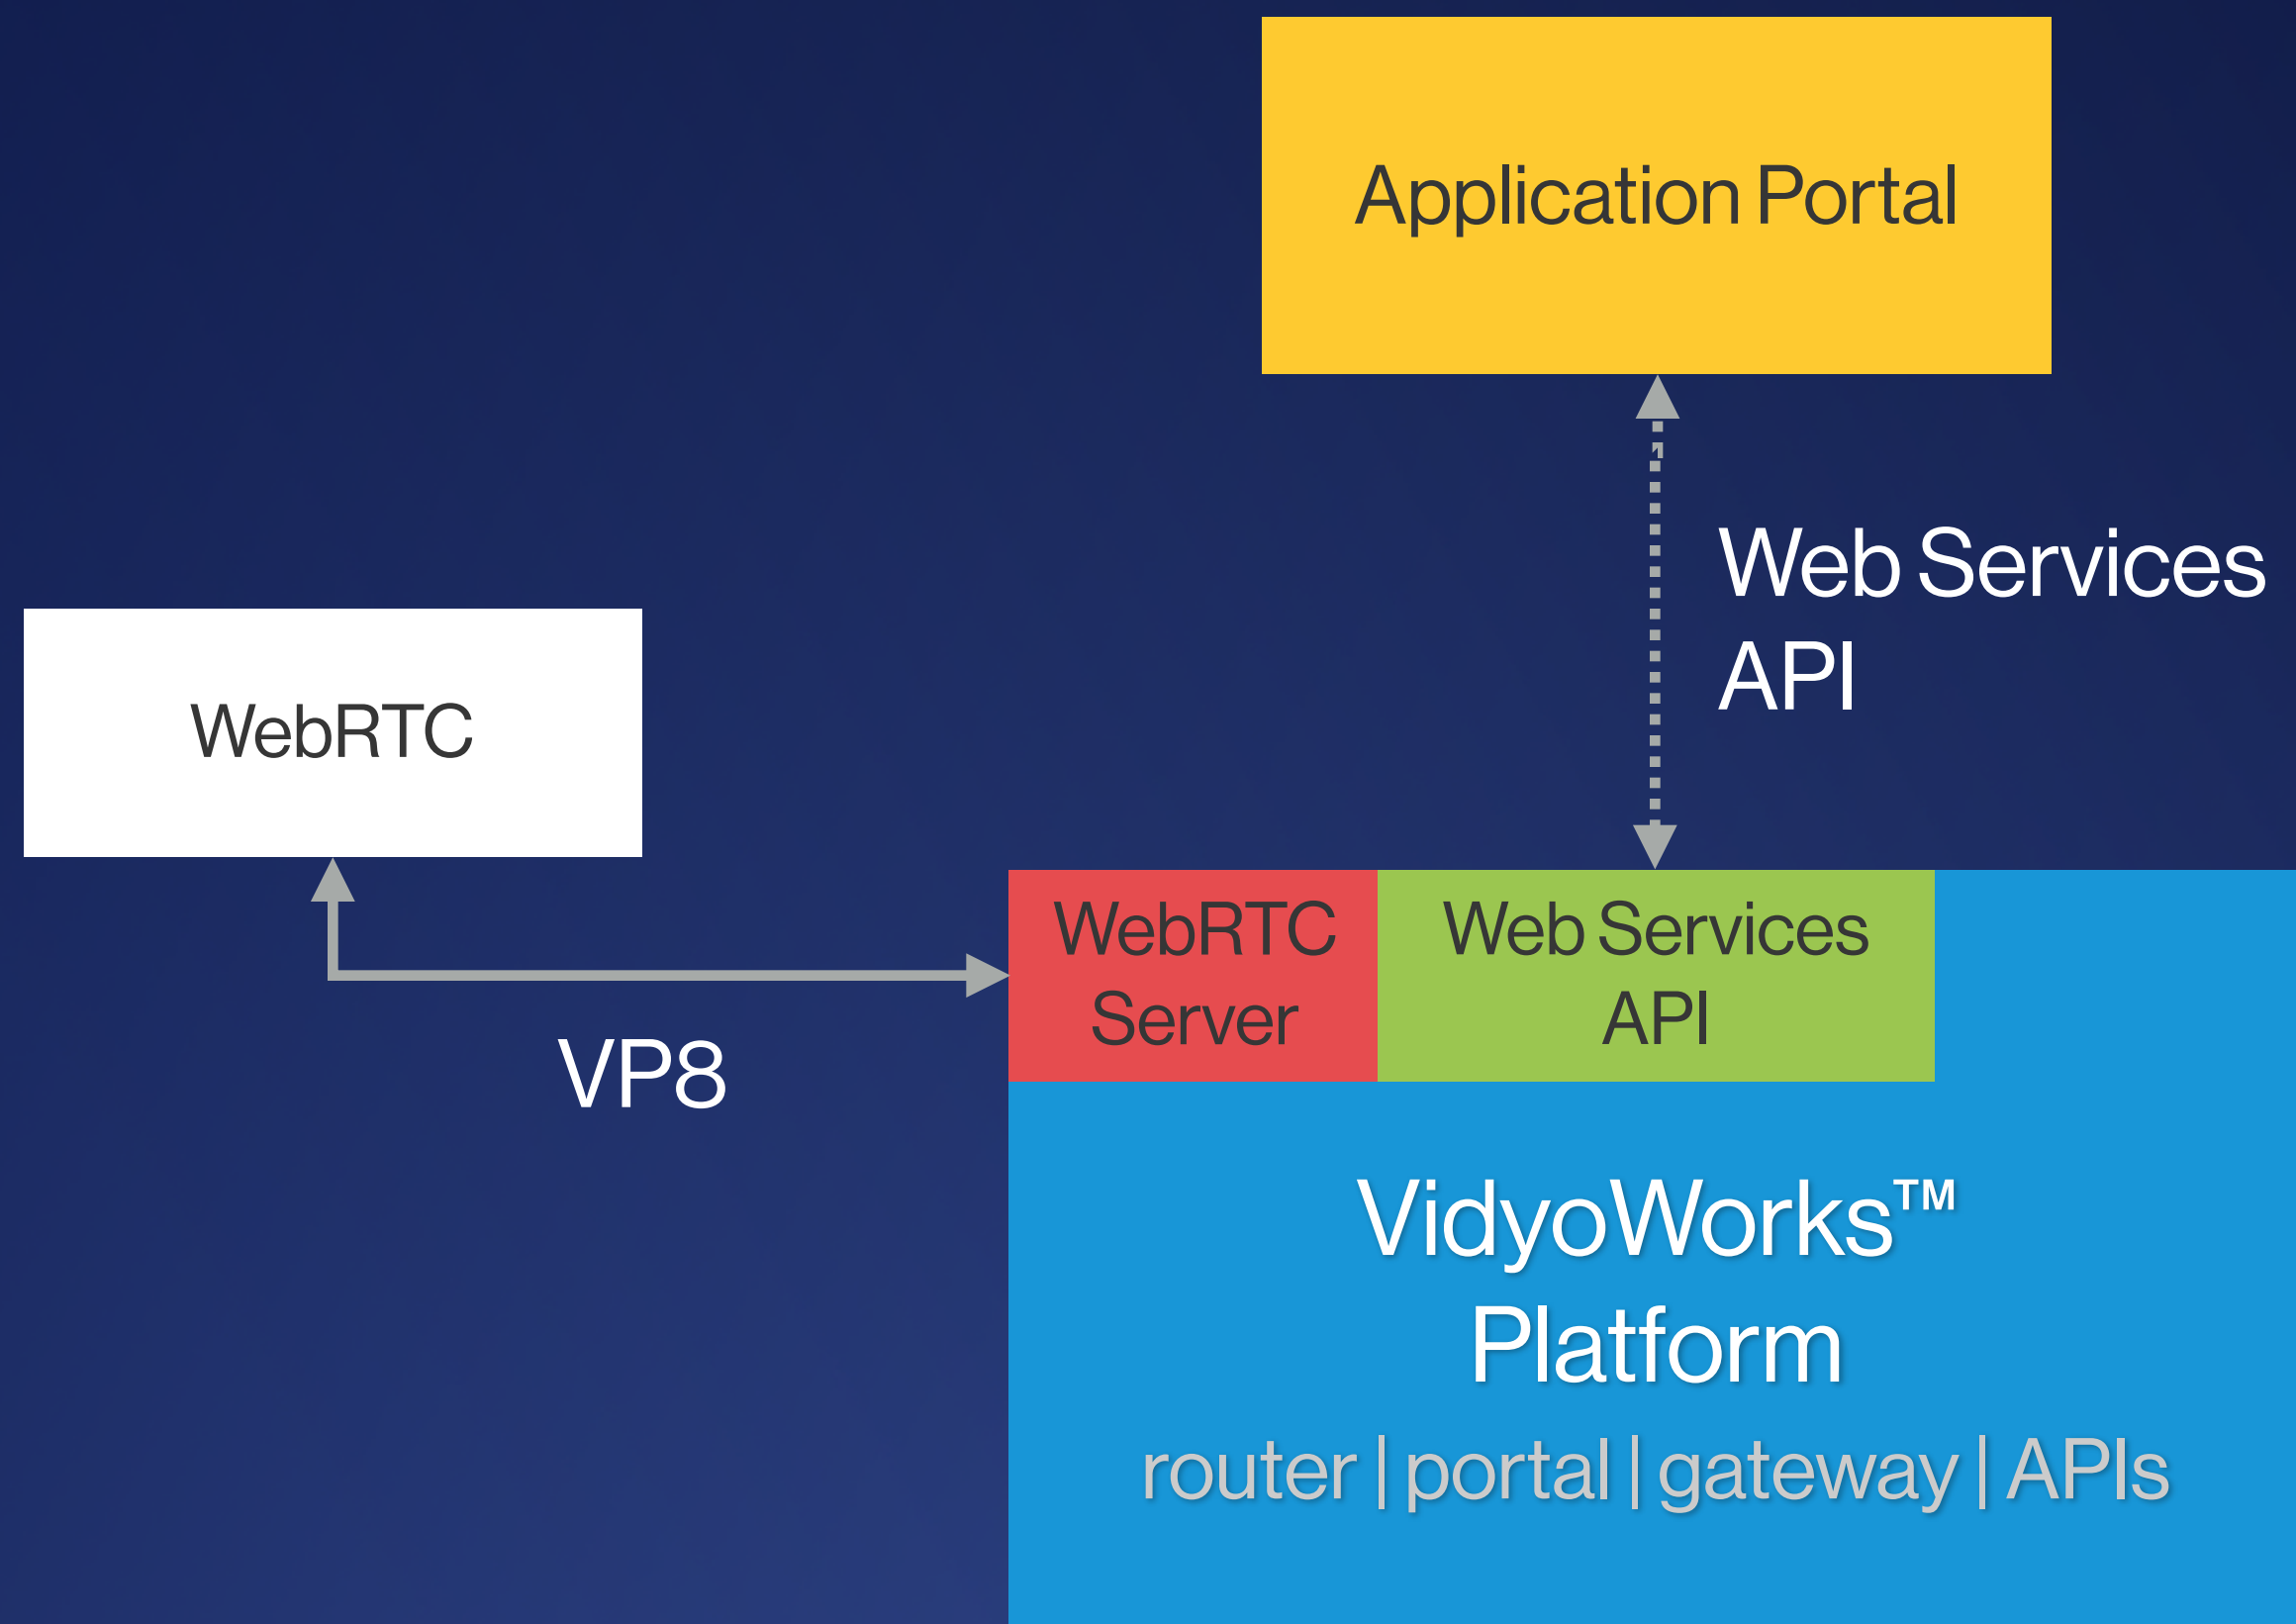 Application Portal
Web Services
API
WebRTC
VP8
WebRTC
Server
Web Services
API
VidyoWorks™
Platform
router | portal | gateway | APIs